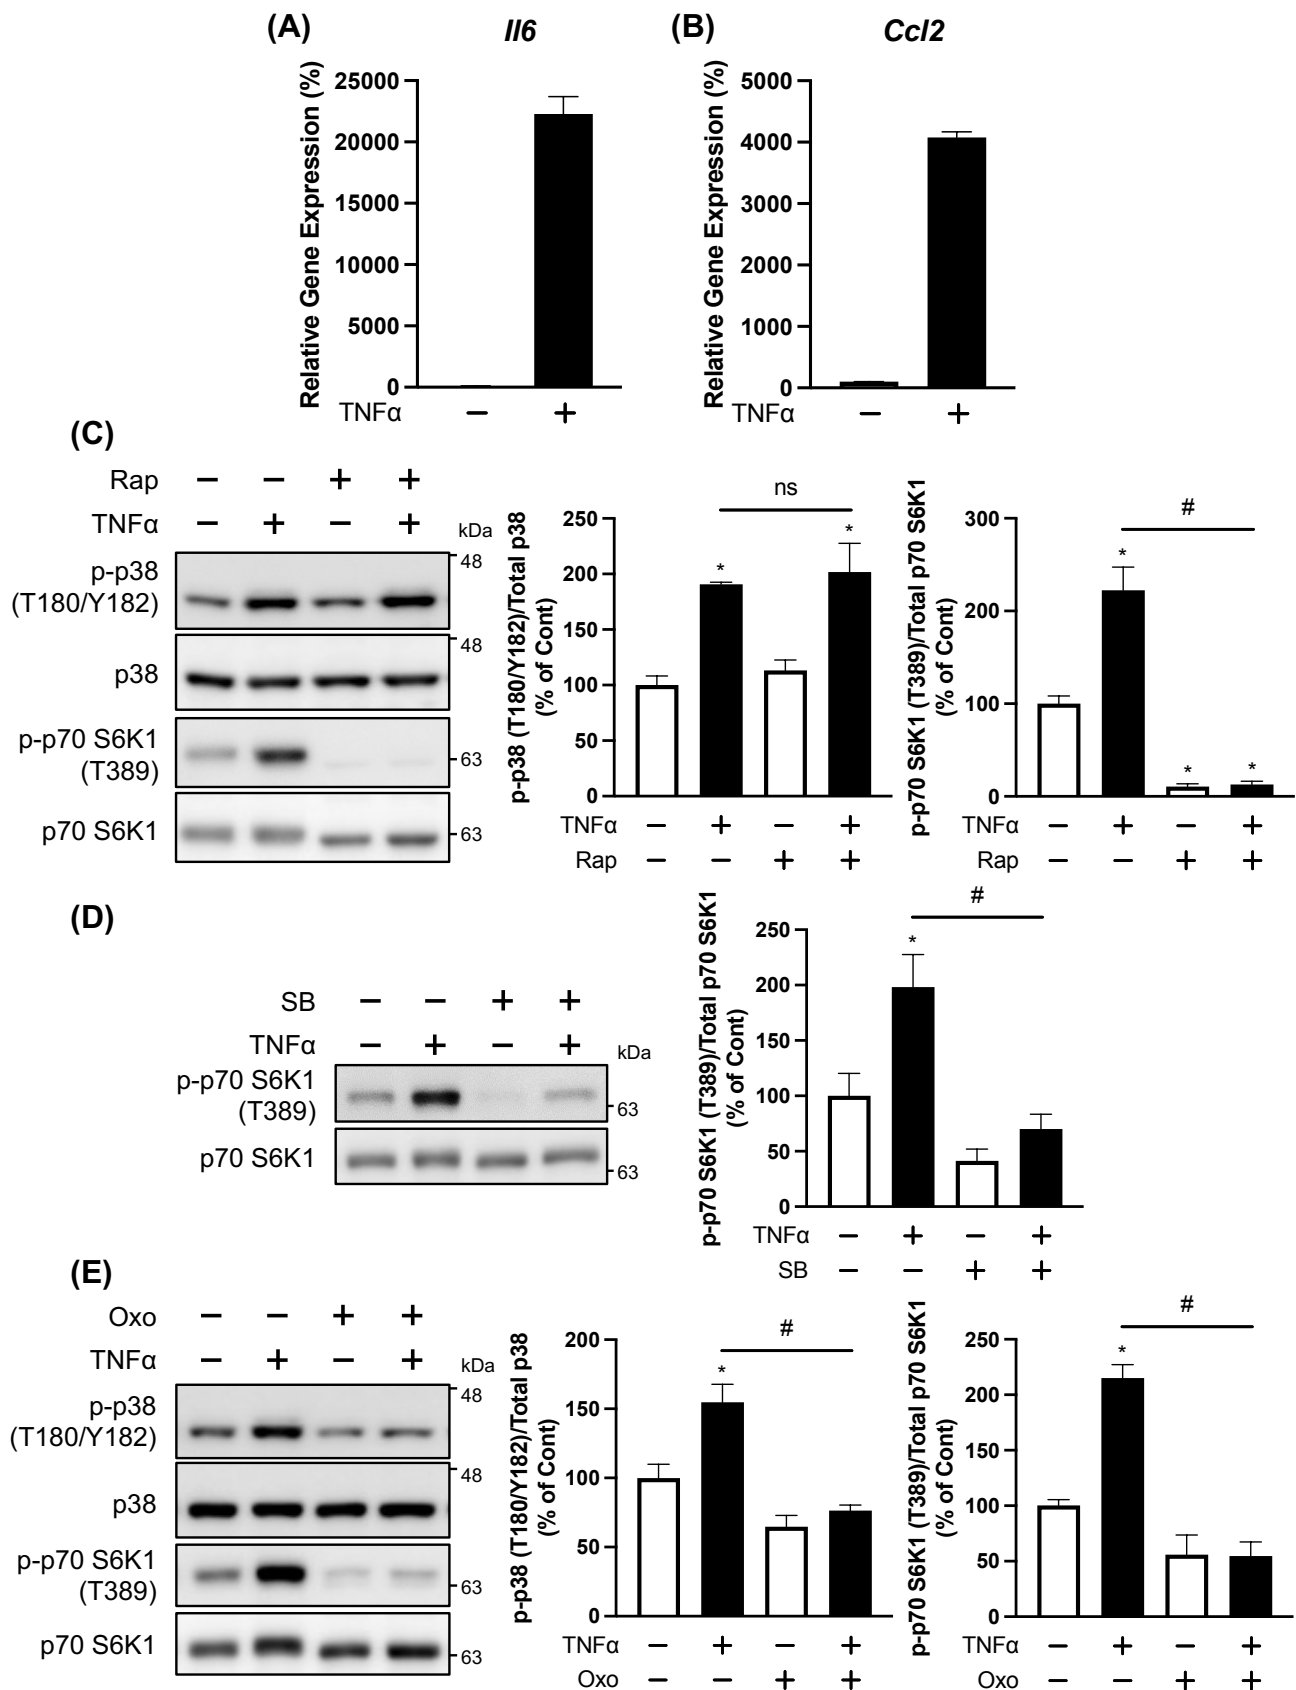 (A) Il6
Relative Gene Expression (%)
25000
20000
15000
10000
5000
0
TNFα − +
(B) Ccl2
Relative Gene Expression (%)
5000
4000
3000
2000
1000
0
TNFα − +
(C)
Rap − − + +
TNFα − + − +
kDa
p-p38
(T180/Y182)
48
p38
48
p-p70 S6K1
(T389)
63
p70 S6K1
63
p-p38 (T180/Y182)/Total p38
(% of Cont)
250
200
150
100
50
0
ns
* *
TNFα − + − +
Rap − − + +
p-p70 S6K1 (T389)/Total p70 S6K1
(% of Cont)
300
200
100
0
#
* * *
TNFα − + − +
Rap − − + +
(D)
SB − − + +
TNFα − + − +
kDa
p-p70 S6K1
(T389)
63
p70 S6K1
63
p-p70 S6K1 (T389)/Total p70 S6K1
(% of Cont)
250
200
150
100
50
0
#
*
TNFα − + − +
SB − − + +
(E)
Oxo − − + +
TNFα − + − +
kDa
p-p38
(T180/Y182)
48
p38
48
p-p70 S6K1
(T389)
63
p70 S6K1
63
p-p38 (T180/Y182)/Total p38
(% of Cont)
200
150
100
50
0
#
*
TNFα − + − +
Oxo − − + +
p-p70 S6K1 (T389)/Total p70 S6K1
(% of Cont)
250
200
150
100
50
0
#
*
TNFα − + − +
Oxo − − + +